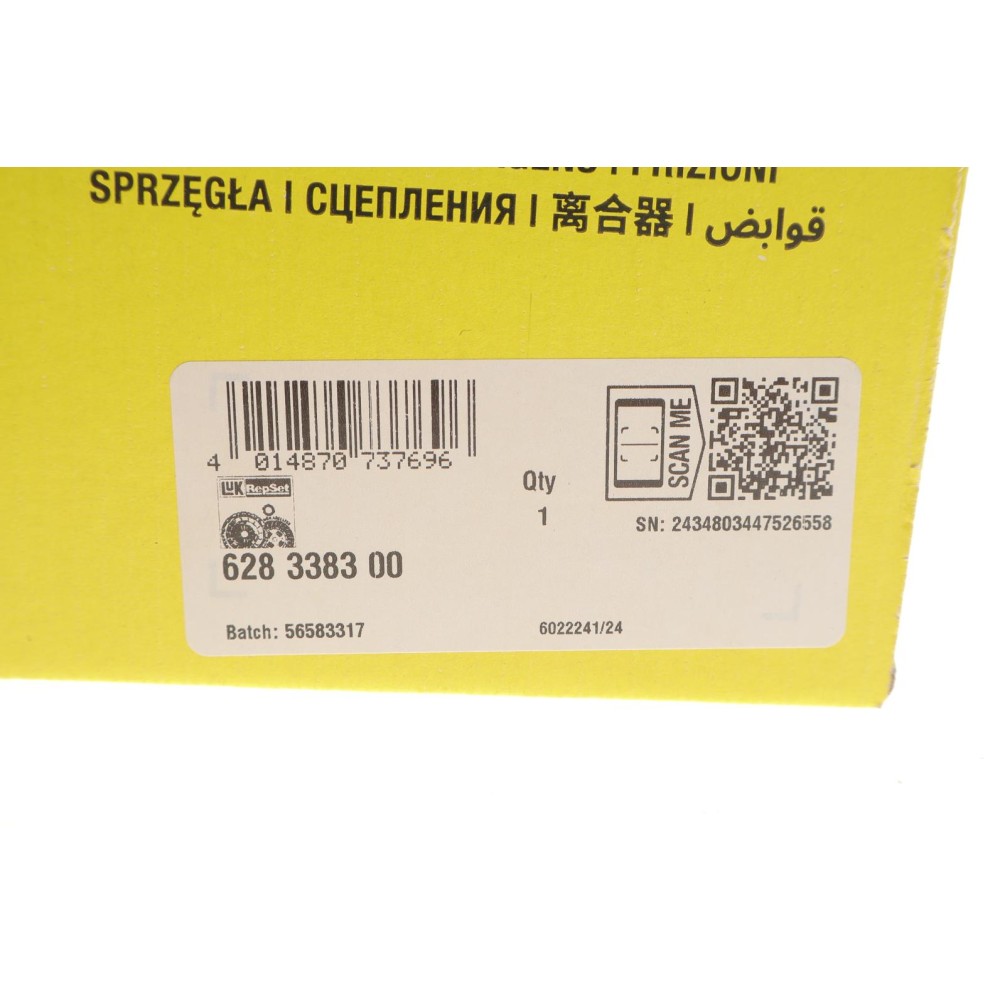 FRIZIONI
SPRZĘGŁA | СЦЕПЛЕНИЯ | 离合器 | قوابض
4 014870 737696
LUK RepSet
628 3383 00
Qty
1
SCAN ME
SN: 2434803447526558
Batch: 56583317
6022241/24